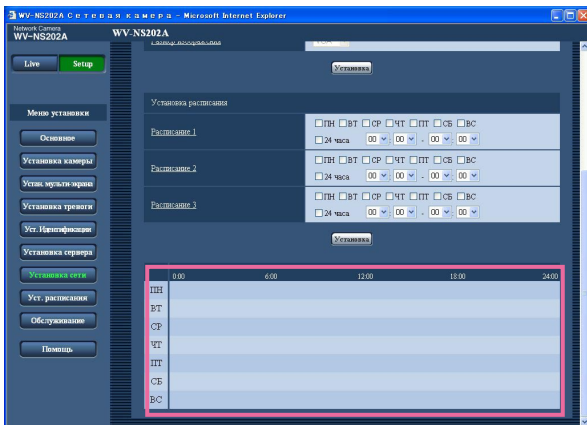 WV-NS202A Сетевая камера - Microsoft Internet Explorer
Network Camera
WV-NS202A
WV-NS202A
Live
Setup
Меню установки
Основное
Установка камеры
Устан. мульти-экрана
Установка тревоги
Уст. Идентификации
Установка сервера
Установка сети
Уст. расписания
Обслуживание
Помощь
Размер изображения
Установка
Установка расписания
Расписание 1
ПН ВТ СР ЧТ ПТ СБ ВС
24 часа 00 : 00 - 00 : 00
Расписание 2
ПН ВТ СР ЧТ ПТ СБ ВС
24 часа 00 : 00 - 00 : 00
Расписание 3
ПН ВТ СР ЧТ ПТ СБ ВС
24 часа 00 : 00 - 00 : 00
Установка
0:00 6:00 12:00 18:00 24:00
ПН
ВТ
СР
ЧТ
ПТ
СБ
ВС